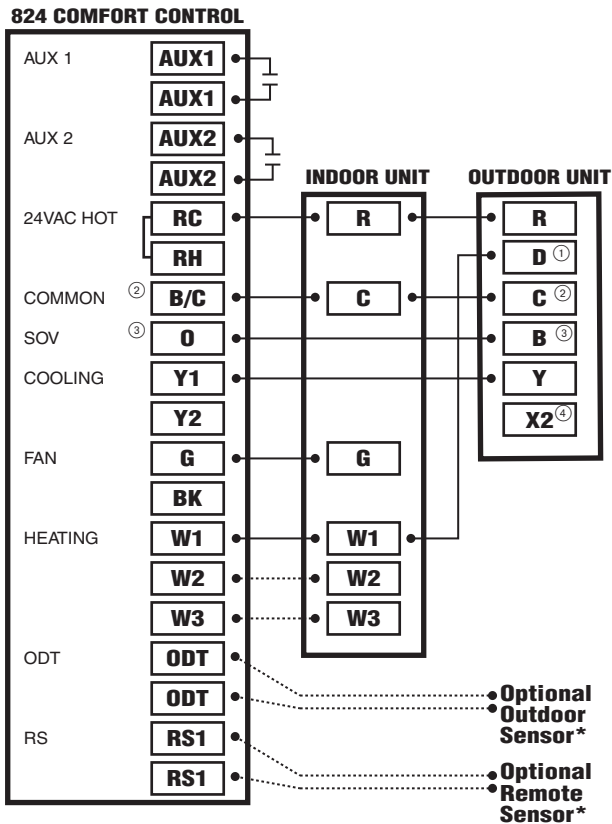 824 COMFORT CONTROL
AUX 1 AUX1
AUX1
AUX 2 AUX2
AUX2
INDOOR UNIT OUTDOOR UNIT
24VAC HOT RC R R
RH D ①
COMMON ② B/C C C ②
SOV ③ O B ③
COOLING Y1 Y
Y2 X2 ④
FAN G G
BK
HEATING W1 W1
W2 W2
W3 W3
ODT ODT
ODT
Optional
Outdoor
Sensor*
RS RS1
RS1
Optional
Remote
Sensor*